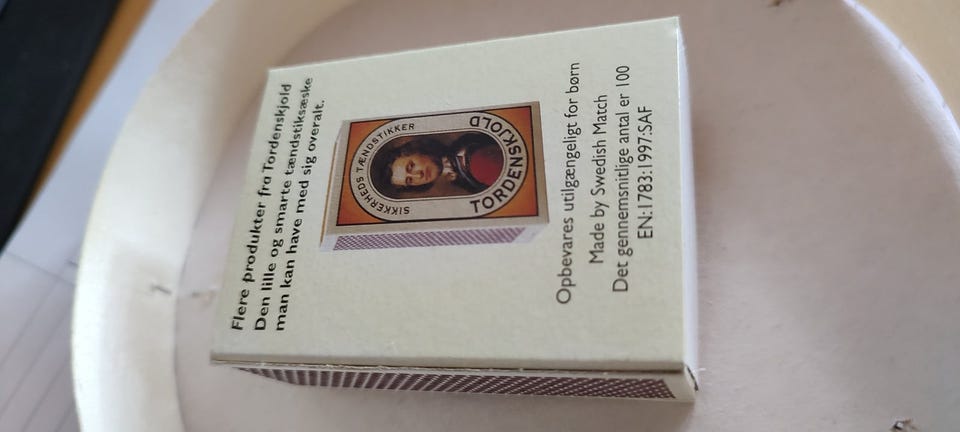 Flere produkter fra Tordenskjold
Den lille og smarte tændstiksæske
man kan have med sig overalt.
SIKKERHEDS TÆNDSTIKKER
TORDENSKJOLD
Opbevares utilgængeligt for børn
Made by Swedish Match
Det gennemsnitlige antal er 100
EN:1783:1997:SAF